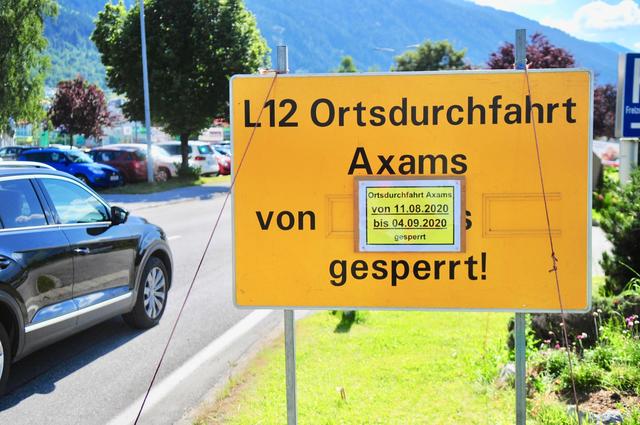 L12 Ortsdurchfahrt
Axams
von s
Ortsdurchfahrt Axams
von 11.08.2020
bis 04.09.2020
gesperrt
gesperrt!